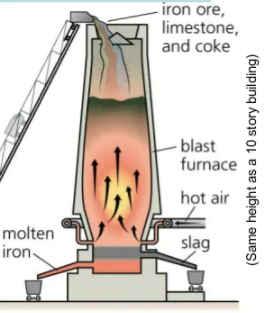 iron ore,
limestone,
and coke
blast
furnace
hot air
slag
molten
iron
(Same height as a 10 story building)